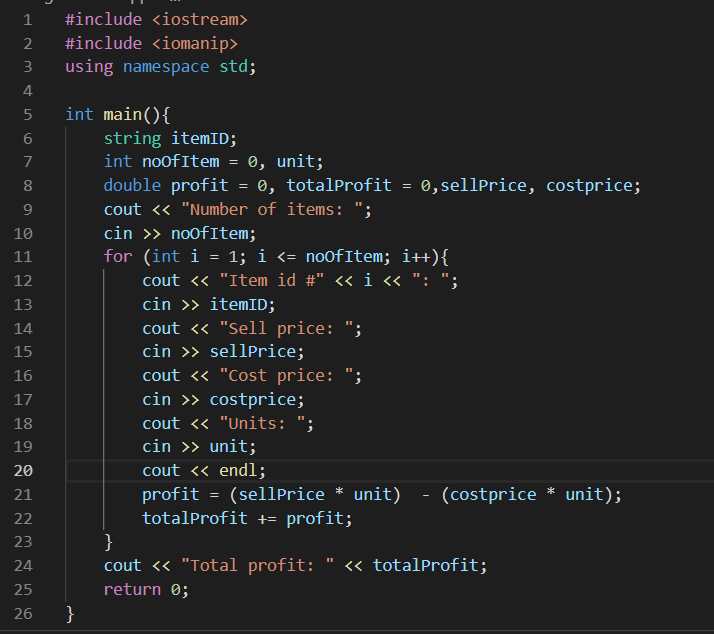 1 #include <iostream>
2 #include <iomanip>
3 using namespace std;
4
5 int main(){
6     string itemID;
7     int noOfItem = 0, unit;
8     double profit = 0, totalProfit = 0,sellPrice, costprice;
9     cout << "Number of items: ";
10     cin >> noOfItem;
11     for (int i = 1; i <= noOfItem; i++){
12         cout << "Item id #" << i << ": ";
13         cin >> itemID;
14         cout << "Sell price: ";
15         cin >> sellPrice;
16         cout << "Cost price: ";
17         cin >> costprice;
18         cout << "Units: ";
19         cin >> unit;
20         cout << endl;
21         profit = (sellPrice * unit)  - (costprice * unit);
22         totalProfit += profit;
23     }
24     cout << "Total profit: " << totalProfit;
25     return 0;
26 }